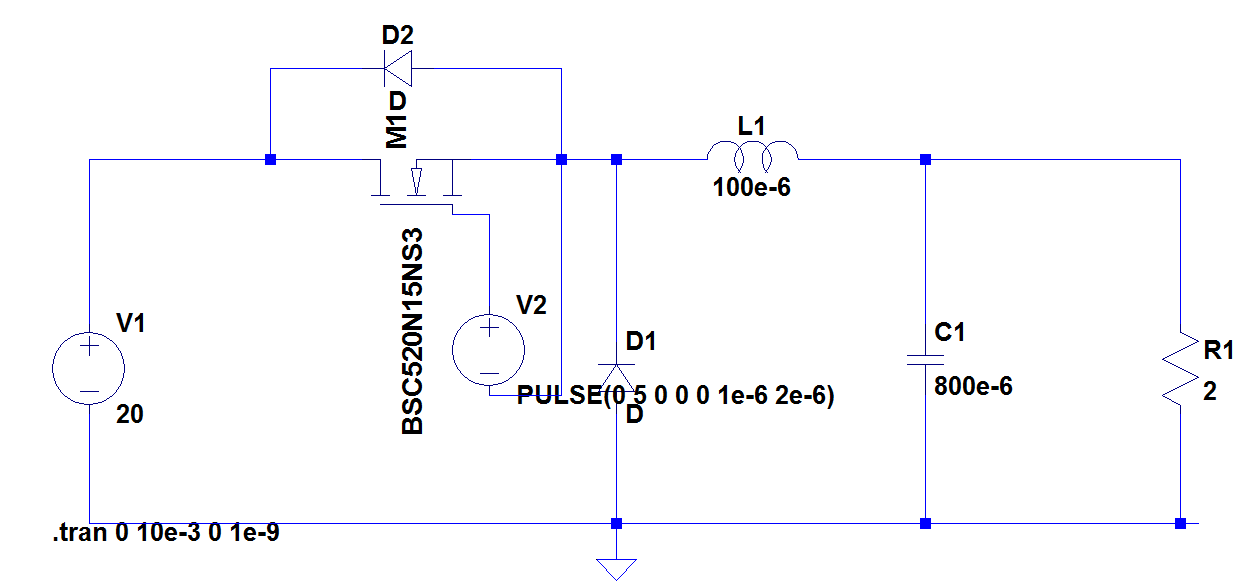 D2
D
M1
L1
100e-6
BSC520N15NS3
V1
20
V2
PULSE(0 5 0 0 0 1e-6 2e-6)
D1
D
C1
800e-6
R1
2
.tran 0 10e-3 0 1e-9